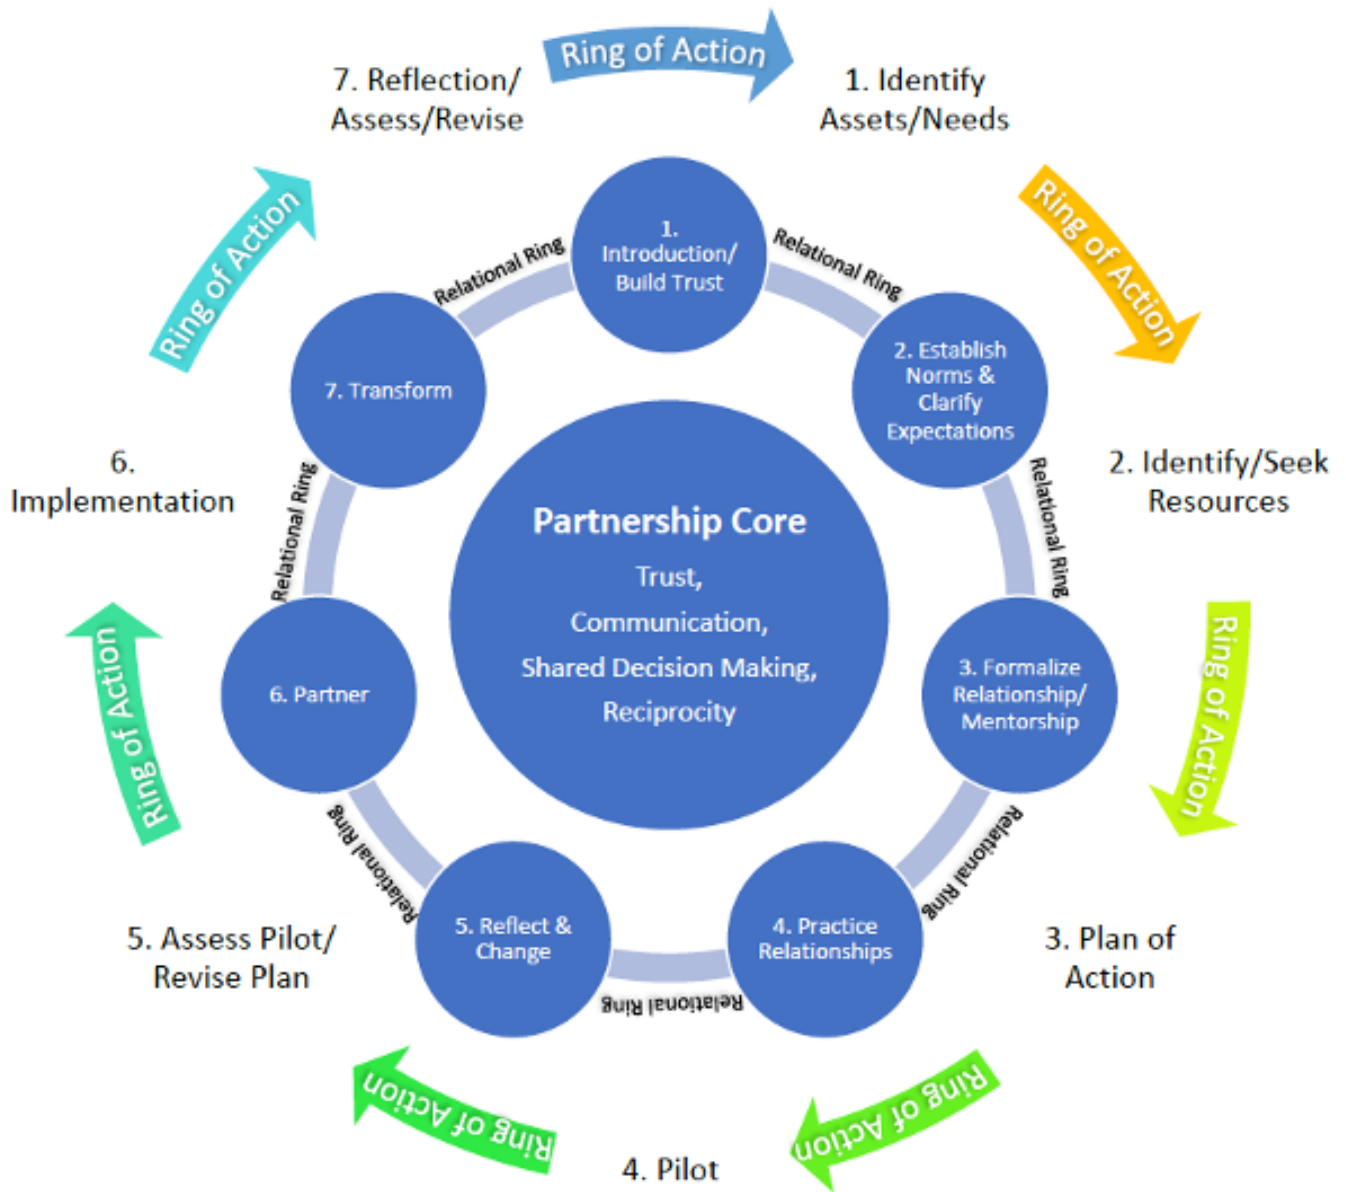 Ring of Action
7. Reflection/
Assess/Revise
1. Identify
Assets/Needs
Ring of Action
Ring of Action
1.
Introduction/
Build Trust
Relational Ring
Relational Ring
2. Establish
Norms &
Clarify
Expectations
7. Transform
6.
Implementation
2. Identify/Seek
Resources
Relational Ring
Relational Ring
Partnership Core
Trust,
Communication,
Shared Decision Making,
Reciprocity
Ring of Action
Ring of Action
6. Partner
3. Formalize
Relationship/
Mentorship
Relational Ring
Relational Ring
5. Assess Pilot/
Revise Plan
5. Reflect &
Change
4. Practice
Relationships
3. Plan of
Action
Relational Ring
Ring of Action
Ring of Action
4. Pilot